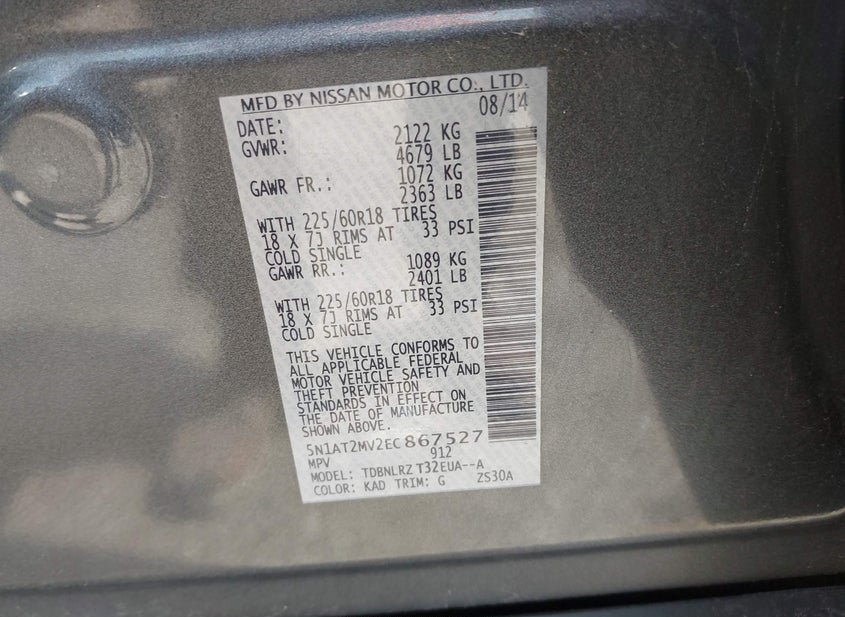 MFD BY NISSAN MOTOR CO., LTD.
DATE: 08/14
GVWR: 2122 KG
4679 LB
GAWR FR.: 1072 KG
2363 LB
WITH 225/60R18 TIRES
18 X 7J RIMS AT 33 PSI
COLD SINGLE
GAWR RR.: 1089 KG
2401 LB
WITH 225/60R18 TIRES
18 X 7J RIMS AT 33 PSI
COLD SINGLE
THIS VEHICLE CONFORMS TO
ALL APPLICABLE FEDERAL
MOTOR VEHICLE SAFETY AND
THEFT PREVENTION
STANDARDS IN EFFECT ON
THE DATE OF MANUFACTURE
SHOWN ABOVE.
5N1AT2MV2EC867527
MPV 912
MODEL: TDBNLRZ T32EUA--A
COLOR: KAD TRIM: G ZS30A